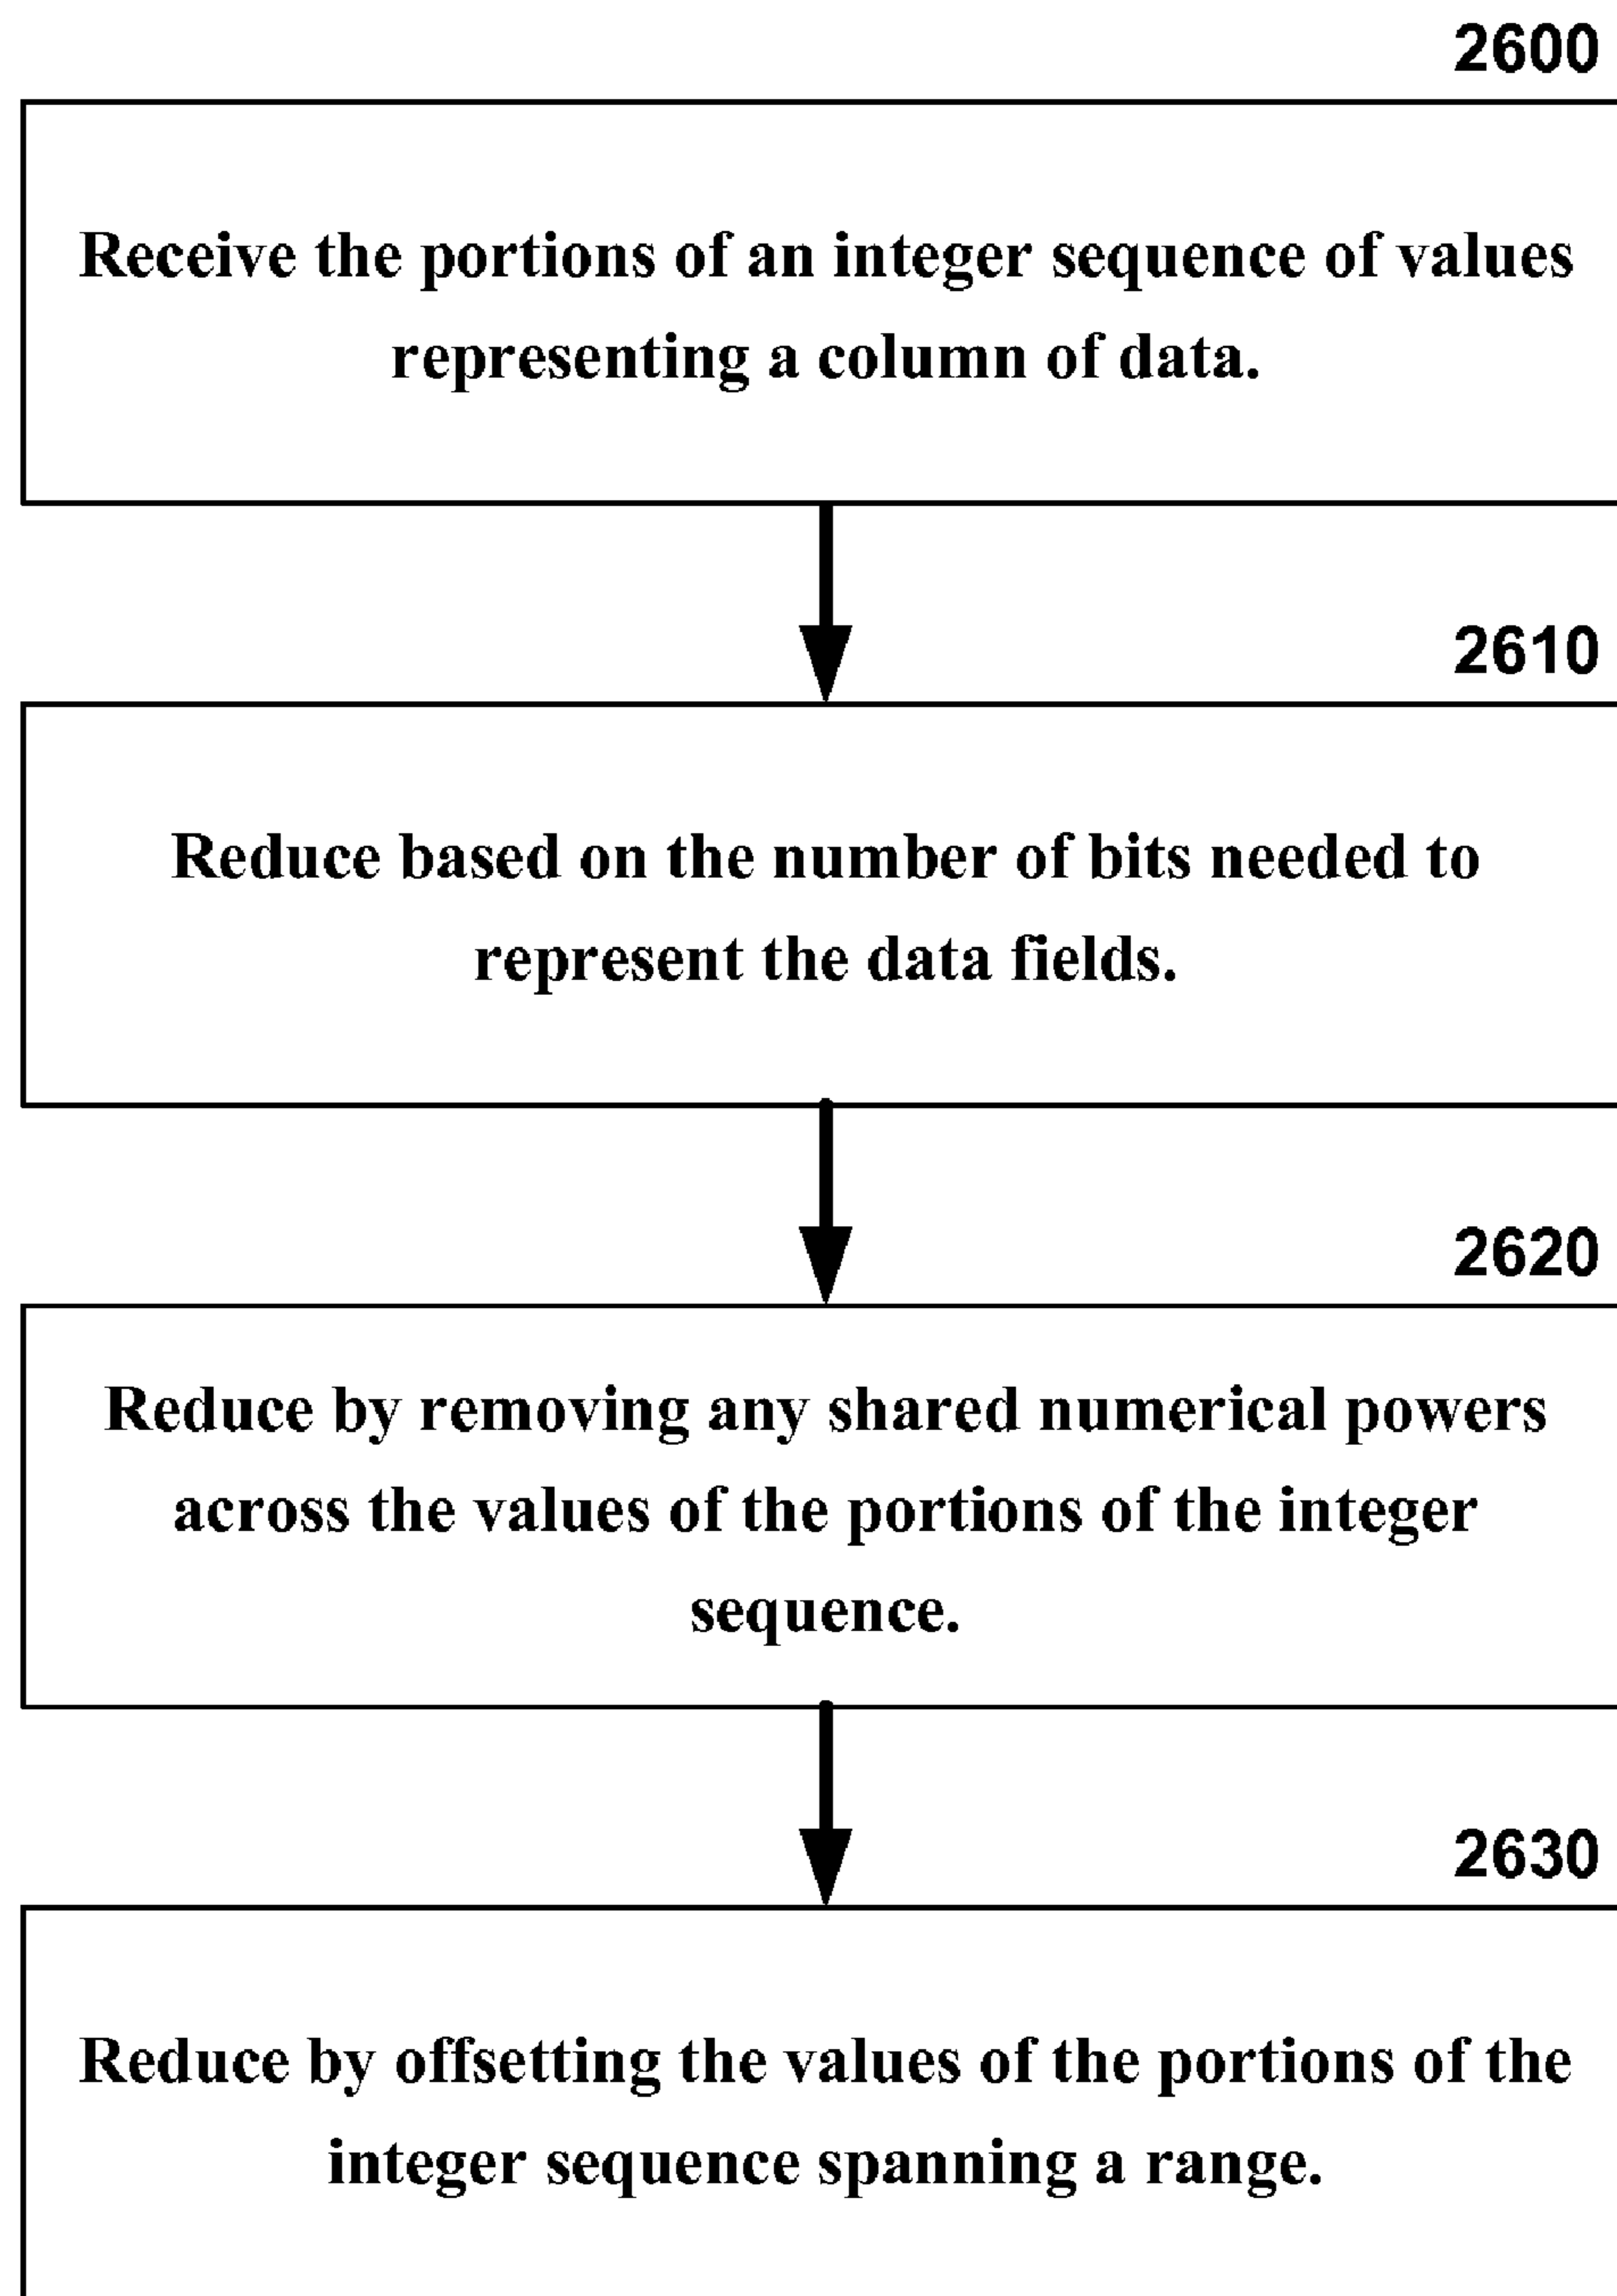 2600
Receive the portions of an integer sequence of values
representing a column of data.
2610
Reduce based on the number of bits needed to
represent the data fields.
2620
Reduce by removing any shared numerical powers
across the values of the portions of the integer
sequence.
2630
Reduce by offsetting the values of the portions of the
integer sequence spanning a range.